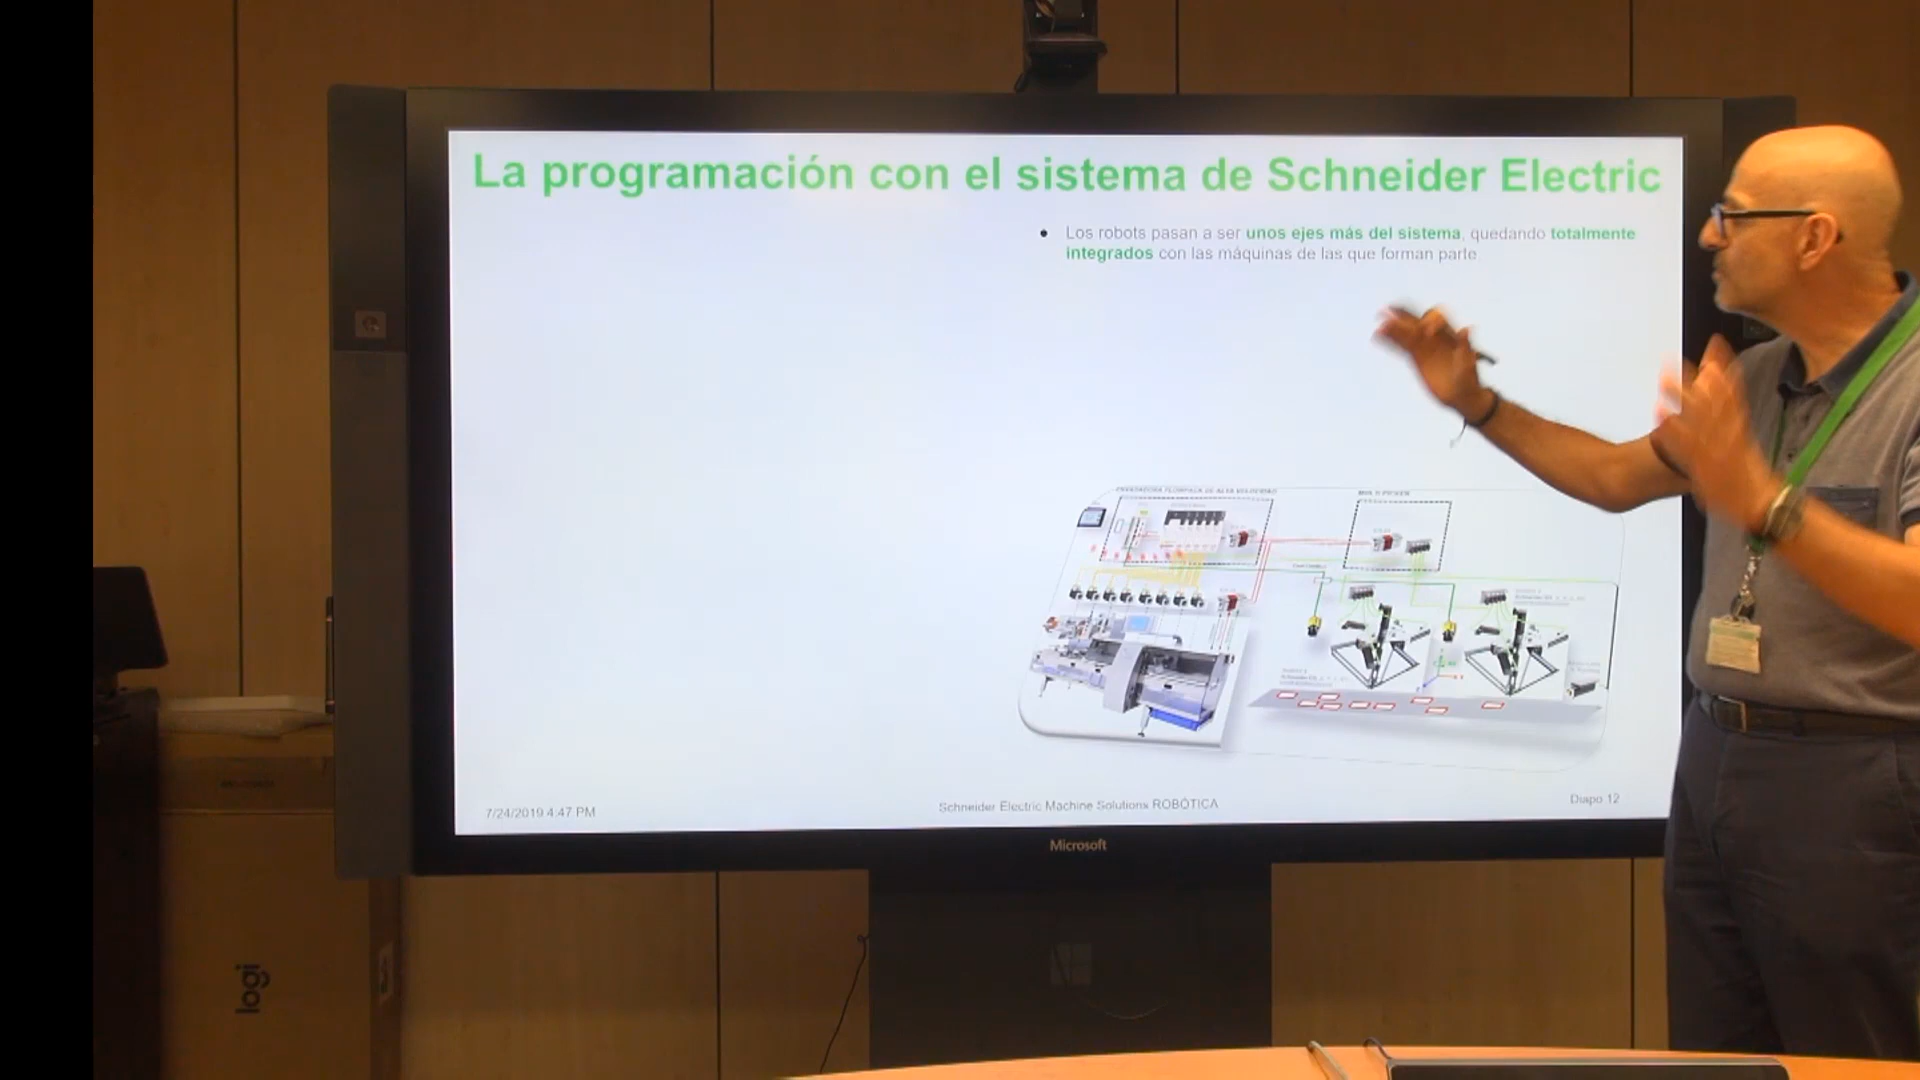 La programación con el sistema de Schneider Electric
● Los robots pasan a ser unos ejes más del sistema, quedando totalmente
integrados con las máquinas de las que forman parte
7/24/2019 4:47 PM
Schneider Electric Machine Solutions ROBÓTICA
Diapo 12
Microsoft
logi